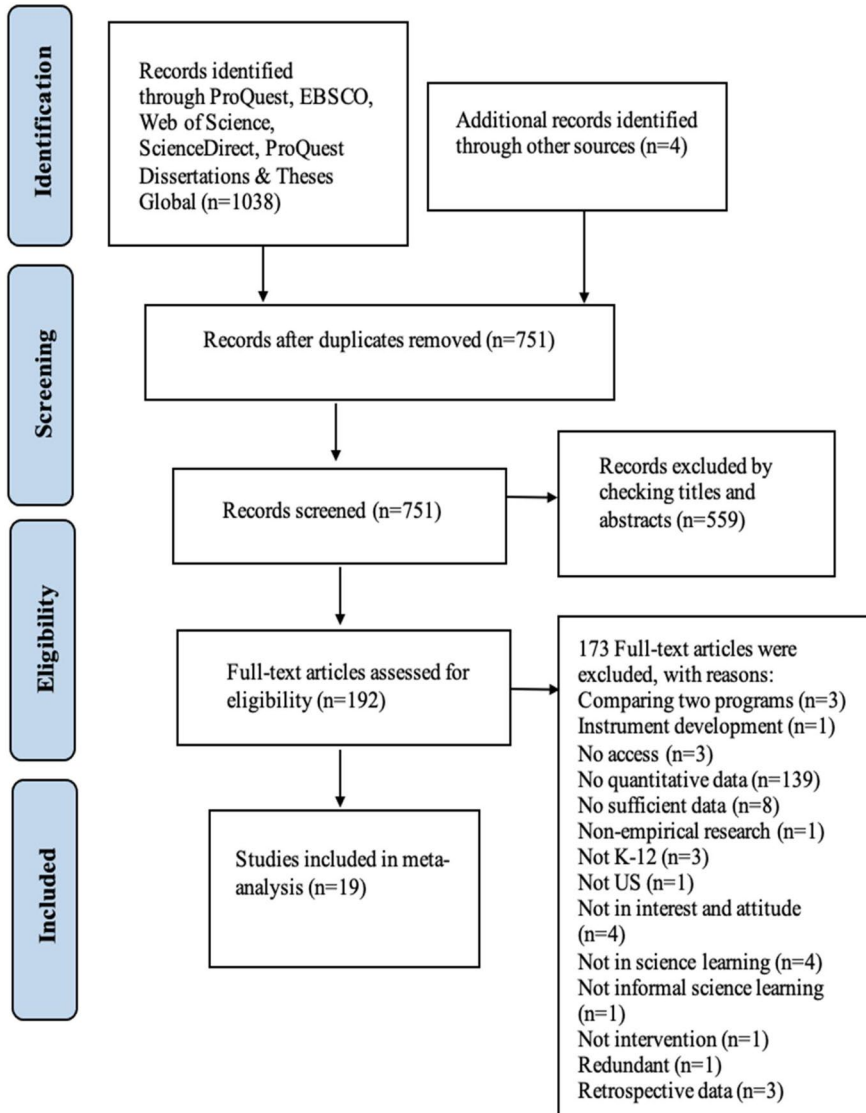 Identification
Records identified
through ProQuest, EBSCO,
Web of Science,
ScienceDirect, ProQuest
Dissertations & Theses
Global (n=1038)
Additional records identified
through other sources (n=4)
Screening
Records after duplicates removed (n=751)
Records screened (n=751)
Records excluded by
checking titles and
abstracts (n=559)
Eligibility
Full-text articles assessed for
eligibility (n=192)
173 Full-text articles were
excluded, with reasons:
Comparing two programs (n=3)
Instrument development (n=1)
No access (n=3)
No quantitative data (n=139)
No sufficient data (n=8)
Non-empirical research (n=1)
Not K-12 (n=3)
Not US (n=1)
Not in interest and attitude
(n=4)
Not in science learning (n=4)
Not informal science learning
(n=1)
Not intervention (n=1)
Redundant (n=1)
Retrospective data (n=3)
Included
Studies included in meta-
analysis (n=19)